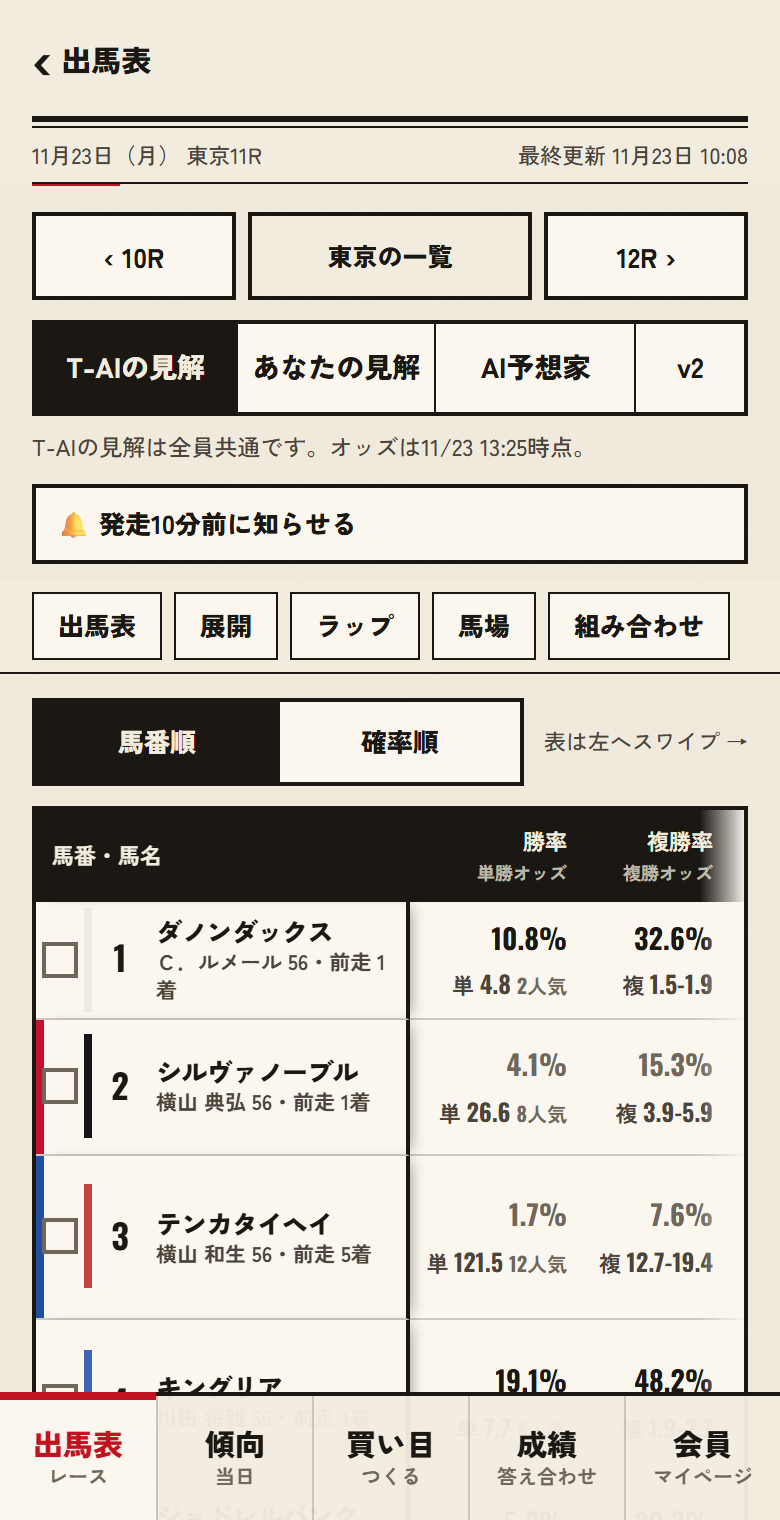 ‹ 出馬表
11月23日（月） 東京11R
最終更新 11月23日 10:08
‹ 10R
東京の一覧
12R ›
T-AIの見解
あなたの見解
AI予想家
v2
T-AIの見解は全員共通です。オッズは11/23 13:25時点。
🔔 発走10分前に知らせる
出馬表
展開
ラップ
馬場
組み合わせ
馬番順
確率順
表は左へスワイプ →
馬番・馬名
勝率
単勝オッズ
複勝率
複勝オッズ
1
ダノンダックス
Ｃ．ルメール 56・前走 1
着
10.8%
単 4.8 2人気
32.6%
複 1.5-1.9
2
シルヴァノーブル
横山 典弘 56・前走 1着
4.1%
単 26.6 8人気
15.3%
複 3.9-5.9
3
テンカタイヘイ
横山 和生 56・前走 5着
1.7%
単 121.5 12人気
7.6%
複 12.7-19.4
キングリア
川田 将雅 56・前走 1着
19.1%
48.2%
出馬表
レース
傾向
当日
買い目
つくる
成績
答え合わせ
会員
マイページ